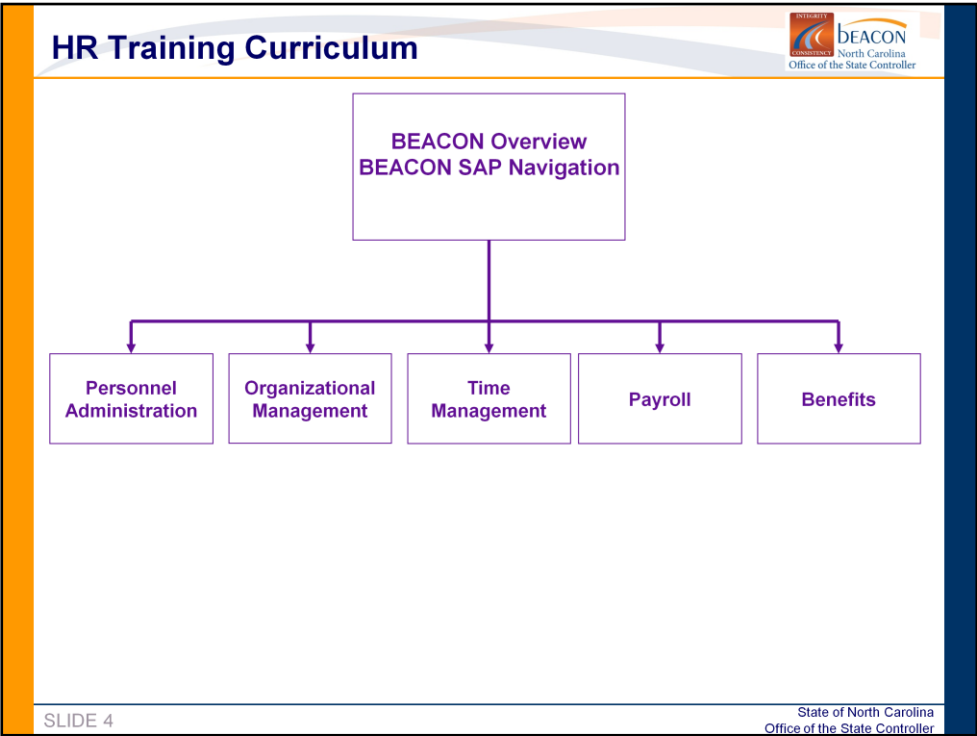 HR Training Curriculum
INTEGRITY
CONSISTENCY
bEACON
North Carolina
Office of the State Controller
BEACON Overview
BEACON SAP Navigation
Personnel
Administration
Organizational
Management
Time
Management
Payroll
Benefits
SLIDE 4
State of North Carolina
Office of the State Controller